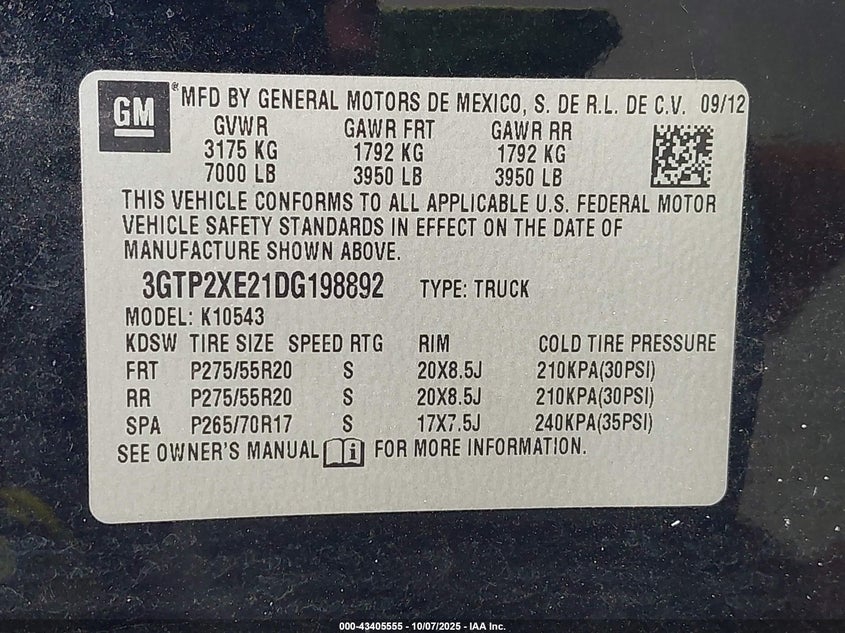 GM® MFD BY GENERAL MOTORS DE MEXICO, S. DE R.L. DE C.V. 09/12
GVWR GAWR FRT GAWR RR
3175 KG 1792 KG 1792 KG
7000 LB 3950 LB 3950 LB
THIS VEHICLE CONFORMS TO ALL APPLICABLE U.S. FEDERAL MOTOR
VEHICLE SAFETY STANDARDS IN EFFECT ON THE DATE OF
MANUFACTURE SHOWN ABOVE.
3GTP2XE21DG198892 TYPE: TRUCK
MODEL: K10543
KDSW TIRE SIZE SPEED RTG RIM COLD TIRE PRESSURE
FRT P275/55R20 S 20X8.5J 210KPA(30PSI)
RR P275/55R20 S 20X8.5J 210KPA(30PSI)
SPA P265/70R17 S 17X7.5J 240KPA(35PSI)
SEE OWNER'S MANUAL i FOR MORE INFORMATION.
000-43405555 - 10/07/2025 - IAA Inc.